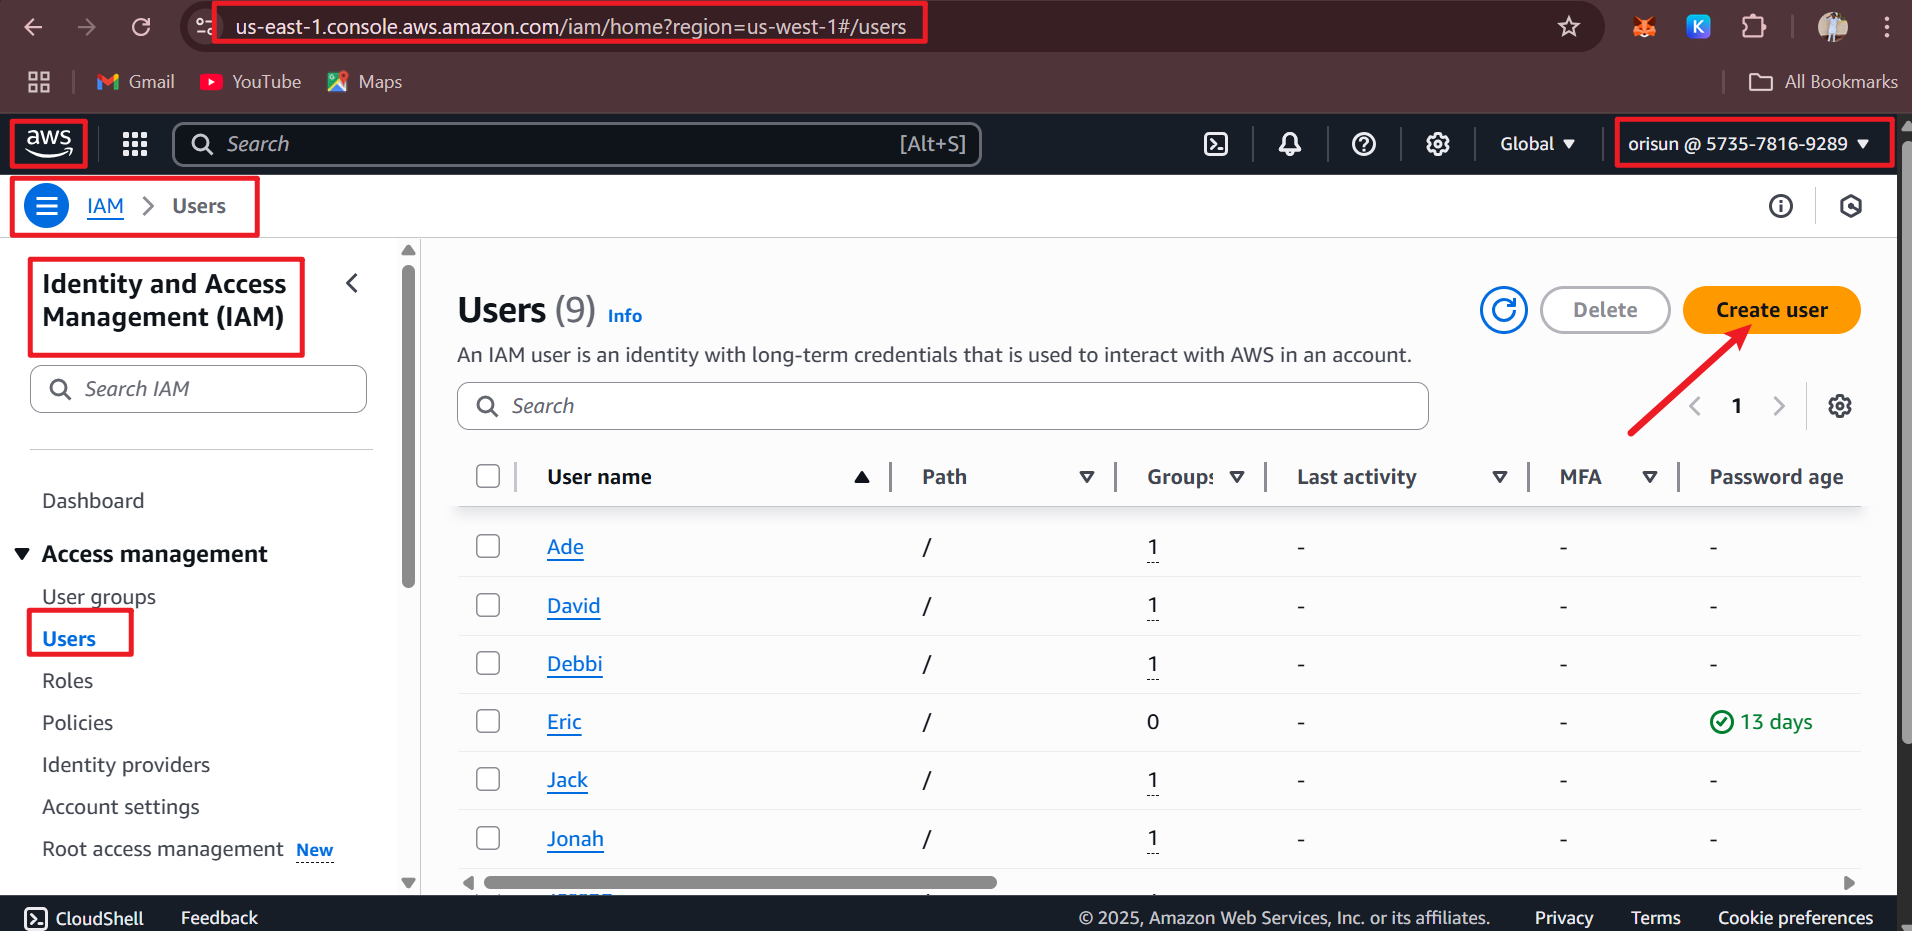 us-east-1.console.aws.amazon.com/iam/home?region=us-west-1#/users
K
Gmail
YouTube
Maps
All Bookmarks
aws
Search
[Alt+S]
Global
orisun @ 5735-7816-9289
IAM > Users
Identity and Access
Management (IAM)
Search IAM
Dashboard
Access management
User groups
Users
Roles
Policies
Identity providers
Account settings
Root access management New
Users (9) Info
Delete
Create user
An IAM user is an identity with long-term credentials that is used to interact with AWS in an account.
Search
1
User name Path Groups Last activity MFA Password age
Ade / 1 - - -
David / 1 - - -
Debbi / 1 - - -
Eric / 0 - - 13 days
Jack / 1 - - -
Jonah / 1 - - -
CloudShell Feedback © 2025, Amazon Web Services, Inc. or its affiliates. Privacy Terms Cookie preferences